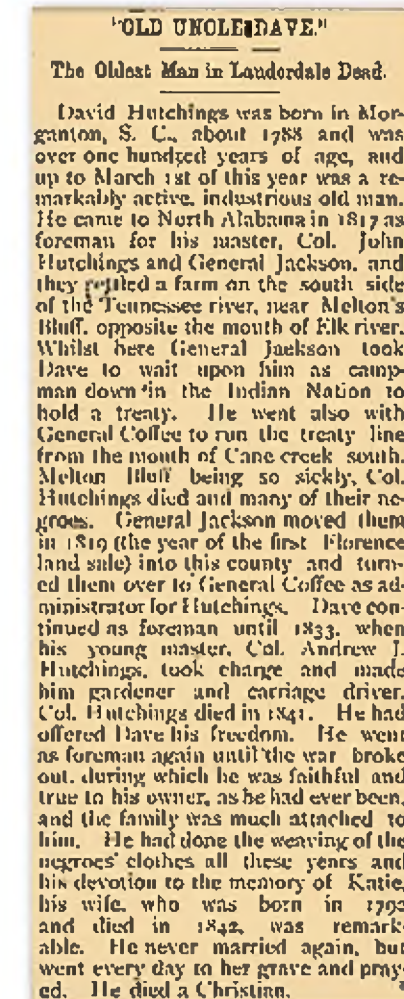 "OLD UNCLE DAVE."
The Oldest Man in Lauderdale Dead.
David Hutchings was born in Mor-
ganton, S. C., about 1788 and was
over one hundred years of age, and
up to March 1st of this year was a re-
markably active, industrious old man.
He came to North Alabama in 1817 as
foreman for his master, Col. John
Hutchings and General Jackson, and
they settled a farm on the south side
of the Tennessee river, near Melton's
Bluff, opposite the mouth of Elk river.
Whilst here General Jackson took
Dave to wait upon him as camp-
man down in the Indian Nation to
hold a treaty. He went also with
General Coffee to run the treaty line
from the mouth of Cane creek south.
Melton Bluff being so sickly, Col.
Hutchings died and many of their ne-
groes. General Jackson moved them
in 1819 (the year of the first Florence
land sale) into this county and turn-
ed them over to General Coffee as ad-
ministrator for Hutchings. Dave con-
tinued as foreman until 1833, when
his young master, Col. Andrew J.
Hutchings, took charge and made
him gardener and carriage driver.
Col. Hutchings died in 1841. He had
offered Dave his freedom. He went
as foreman again until the war broke
out, during which he was faithful and
true to his owner, as he had ever been,
and the family was much attached to
him. He had done the weaving of the
negroes' clothes all these years and
his devotion to the memory of Katie,
his wife, who was born in 1792
and died in 1842, was remark-
able. He never married again, but
went every day to her grave and pray-
ed. He died a Christian.